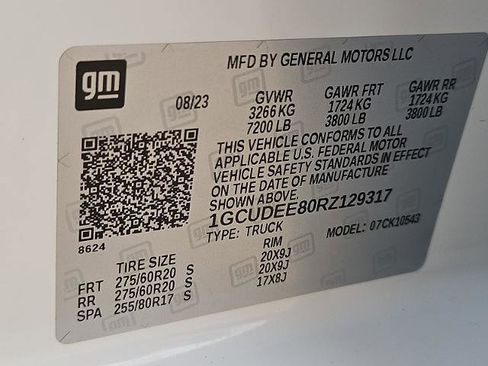 gm
MFD BY GENERAL MOTORS LLC
08/23 GVWR GAWR FRT GAWR RR
3266 KG 1724 KG 1724 KG
7200 LB 3800 LB 3800 LB
THIS VEHICLE CONFORMS TO ALL
APPLICABLE U.S. FEDERAL MOTOR
VEHICLE SAFETY STANDARDS IN EFFECT
ON THE DATE OF MANUFACTURE
SHOWN ABOVE.
1GCUDEE80RZ129317
8624
TYPE: TRUCK MODEL: 07CK10543
TIRE SIZE RIM
FRT 275/60R20 S 20X9J
RR 275/60R20 S 20X9J
SPA 255/80R17 S 17X8J